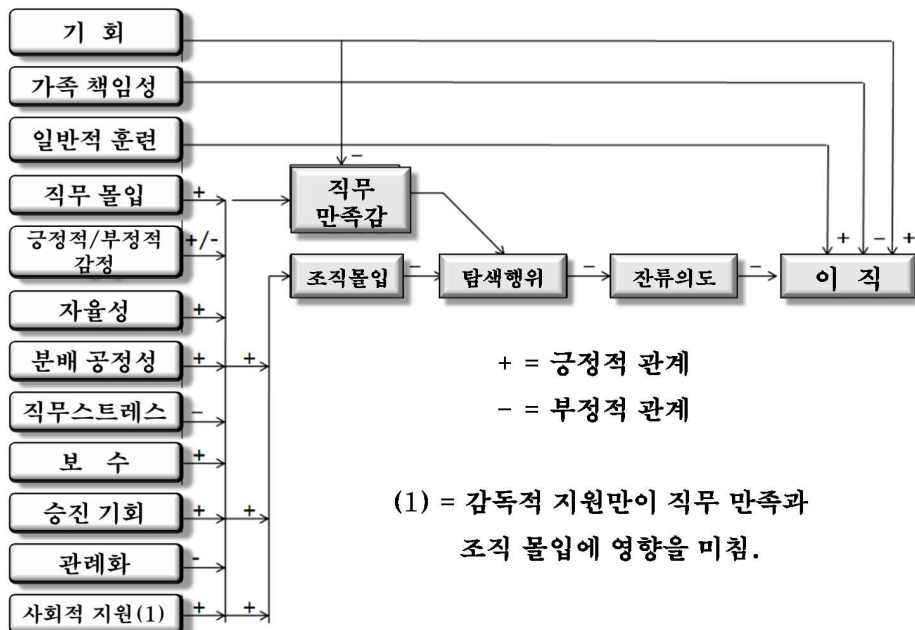 기 회
가족 책임성
일반적 훈련
직무 몰입
+
긍정적/부정적
감정
+/-
자율성
+
분배 공정성
+ +
직무스트레스
-
보 수
+
승진 기회
+ +
관례화
-
사회적 지원(1)
+ +
-
직무
만족감
조직몰입
-
탐색행위
-
잔류의도
-
+ - +
이 직
+ = 긍정적 관계
- = 부정적 관계
(1) = 감독적 지원만이 직무 만족과
조직 몰입에 영향을 미침.